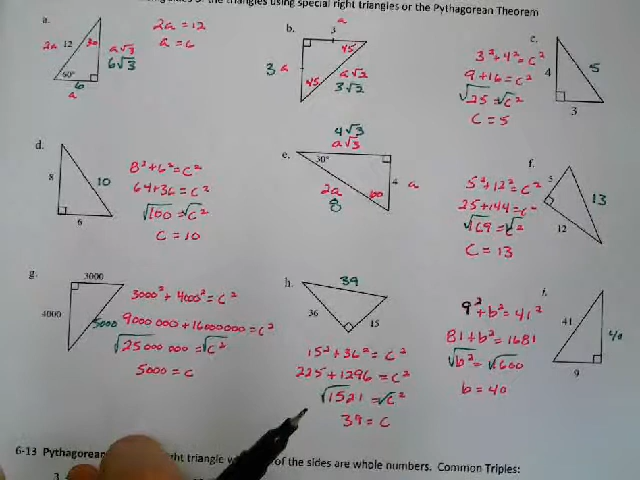 sides of the triangles using special right triangles or the Pythagorean Theorem
a.
2a 12 30
a√3
6√3
60°
6
a
2a = 12
a = 6
b.
a
3
45
3 a
45
a√2
3√2
c.
4
5
3
3² + 4² = c²
9 + 16 = c²
√25 = √c²
c = 5
d.
8
10
6
8² + 6² = c²
64 + 36 = c²
√100 = √c²
c = 10
e.
4√3
a√3
30°
2a
8
60
4 a
f.
5
13
12
5² + 12² = c²
25 + 144 = c²
√169 = √c²
c = 13
g.
3000
4000
5000
3000² + 4000² = c²
9000000 + 16000000 = c²
√25000000 = √c²
5000 = c
h.
39
36
15
15² + 36² = c²
225 + 1296 = c²
√1521 = √c²
39 = c
41
40
9
9² + b² = 41²
81 + b² = 1681
√b² = √1600
b = 40
6-13 Pythagorean
right triangle
of the sides are whole numbers. Common Triples: